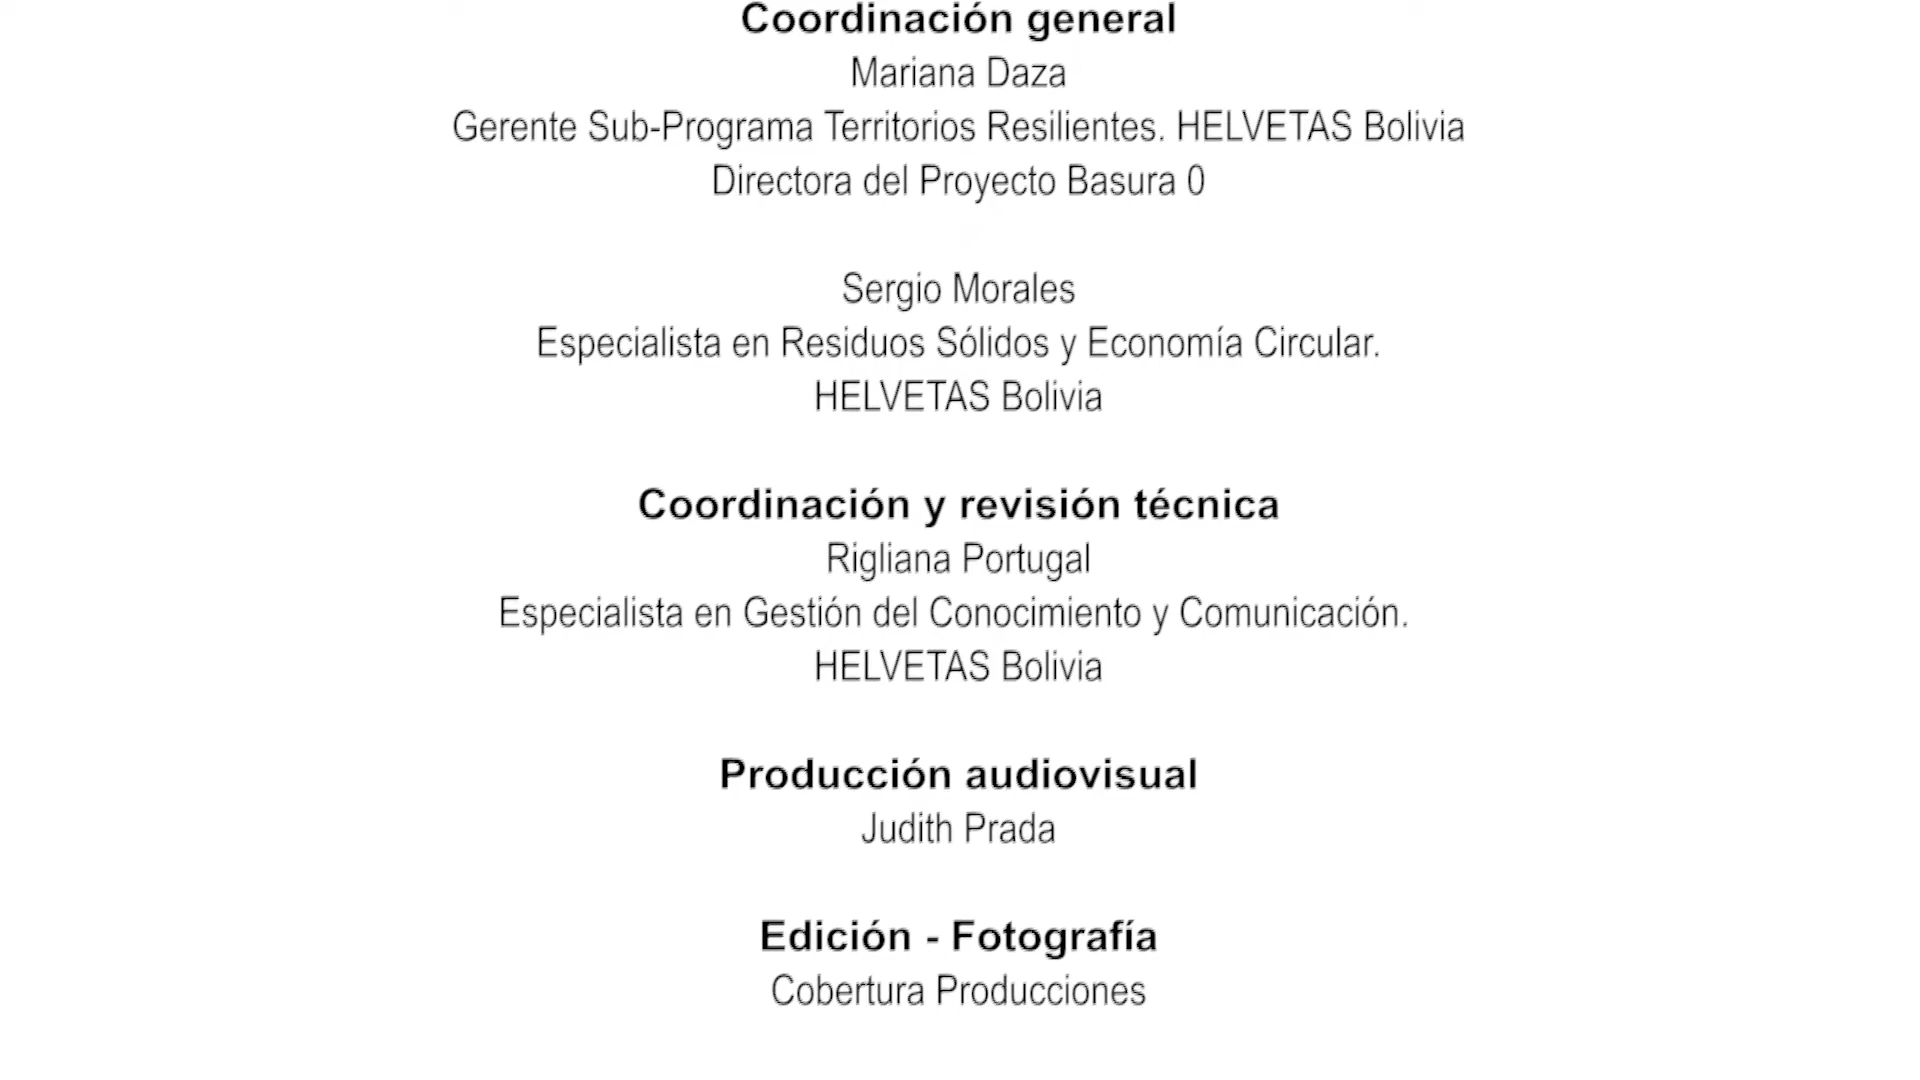 Coordinación general
Mariana Daza
Gerente Sub-Programa Territorios Resilientes. HELVETAS Bolivia
Directora del Proyecto Basura 0
Sergio Morales
Especialista en Residuos Sólidos y Economía Circular.
HELVETAS Bolivia
Coordinación y revisión técnica
Rigliana Portugal
Especialista en Gestión del Conocimiento y Comunicación.
HELVETAS Bolivia
Producción audiovisual
Judith Prada
Edición - Fotografía
Cobertura Producciones